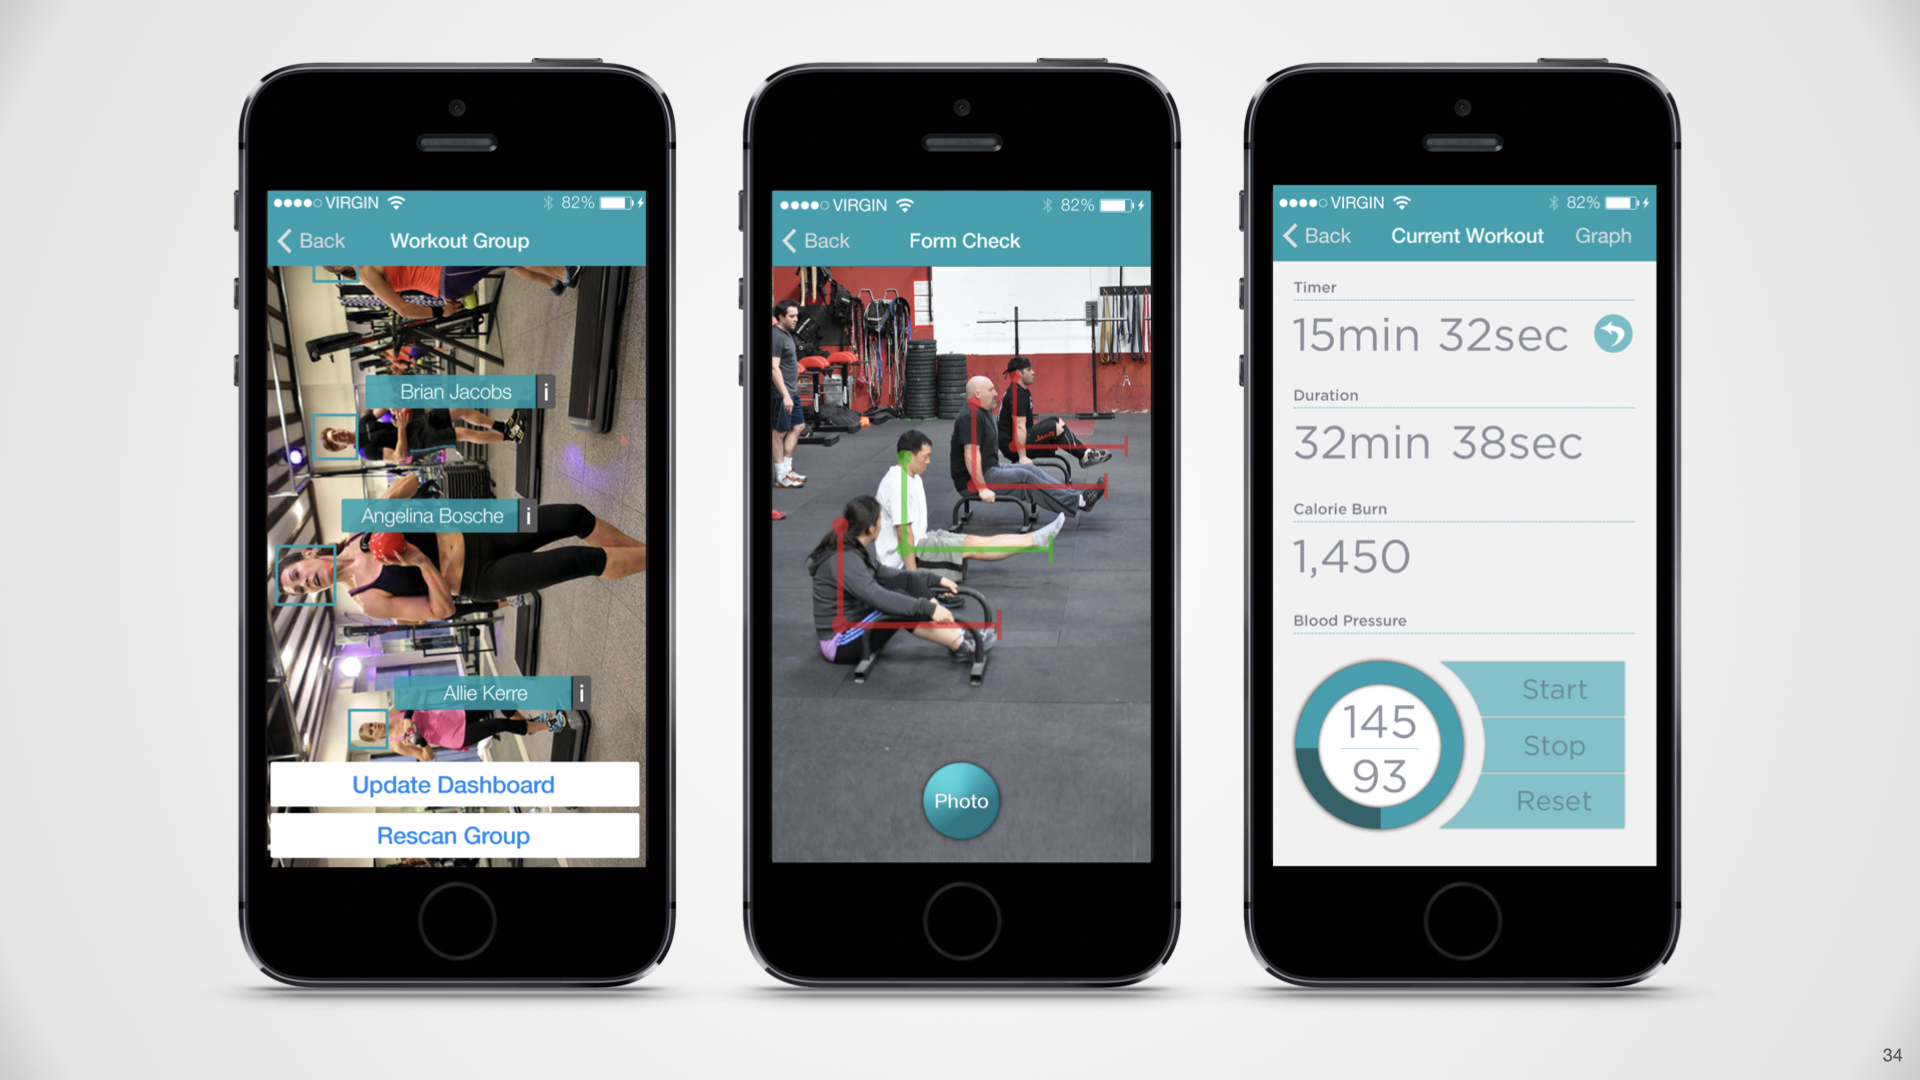 VIRGIN 82%
Back Workout Group
Brian Jacobs i
Angelina Bosche i
Allie Kerre i
Update Dashboard
Rescan Group
VIRGIN 82%
Back Form Check
Photo
VIRGIN 82%
Back Current Workout Graph
Timer
15min 32sec
Duration
32min 38sec
Calorie Burn
1,450
Blood Pressure
145
93
Start
Stop
Reset
34